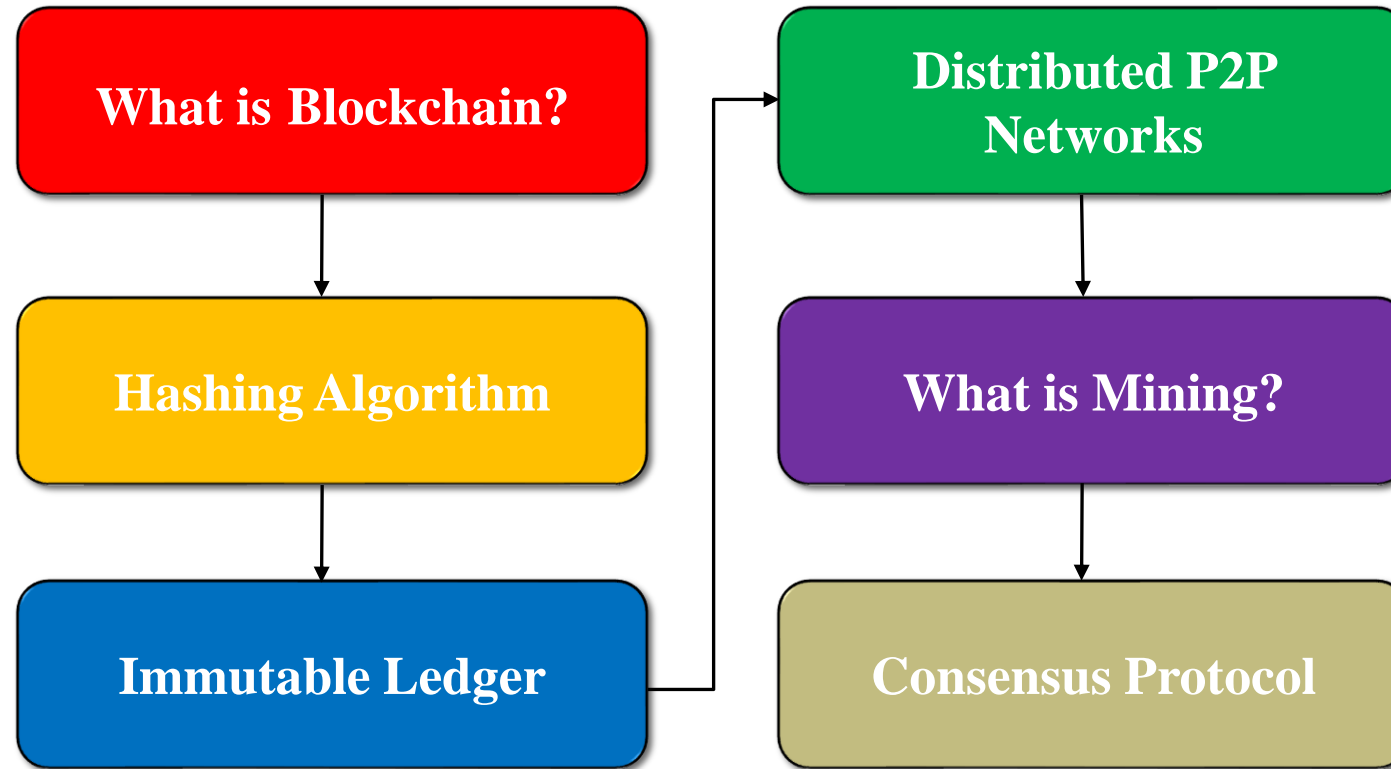 What is Blockchain?
Hashing Algorithm
Immutable Ledger
Distributed P2P
Networks
What is Mining?
Consensus Protocol